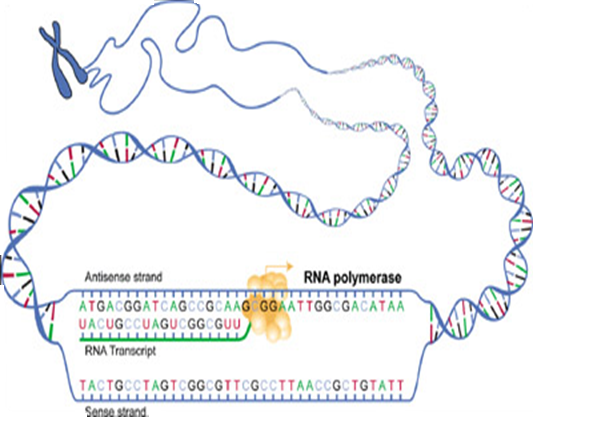 Antisense strand
RNA polymerase
ATGACGGATCAGCCGCAAGCGGAATTGGCGACATAA
UACUGCCUAGUCGGCGUU
RNA Transcript
TACTGCCTAGTCGGCGTTCGCCTTAACCGCTGTATT
Sense strand.